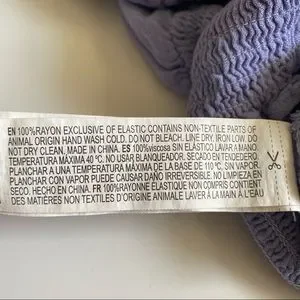 EN 100%RAYON EXCLUSIVE OF ELASTIC CONTAINS NON-TEXTILE PARTS OF
ANIMAL ORIGIN HAND WASH COLD. DO NOT BLEACH. LINE DRY, IRON LOW. DO
NOT DRY CLEAN, MADE IN CHINA. ES 100%viscosa SIN ELASTICO LAVAR A MANO.
TEMPERATURA MÁXIMA 40 ºC. NO USAR BLANQUEADOR. SECADO EN TENDEDERO.
PLANCHAR A UNA TEMPERATURA MÁXIMA DE LA BASE DE 110 ºC, SIN VAPOR.
PLANCHAR CON VAPOR PUEDE CAUSAR DAÑO IRREVERSIBLE. NO LIMPIEZA EN
SECO. HECHO EN CHINA. FR 100%RAYONNE ELASTIQUE NON COMPRIS CONTIENT
DES MATIÈRES NON TEXTILES D'ORIGINE ANIMALE LAVER À LA MAIN À L'EAU